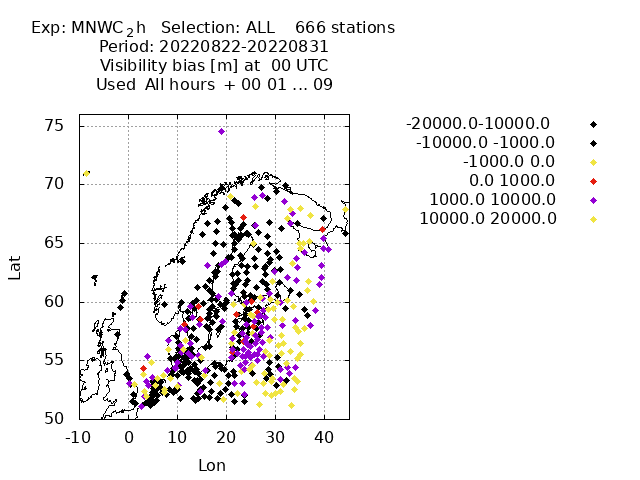 Exp: MNWC_2h Selection: ALL 666 stations
Period: 20220822-20220831
Visibility bias [m] at 00 UTC
Used All hours + 00 01 ... 09
-20000.0-10000.0
-10000.0 -1000.0
-1000.0 0.0
0.0 1000.0
1000.0 10000.0
10000.0 20000.0
75
70
65
60
55
50
Lat
-10 0 10 20 30 40
Lon